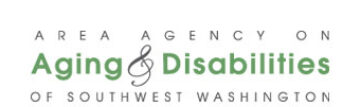 AREA AGENCY ON
Aging & Disabilities
OF SOUTHWEST WASHINGTON